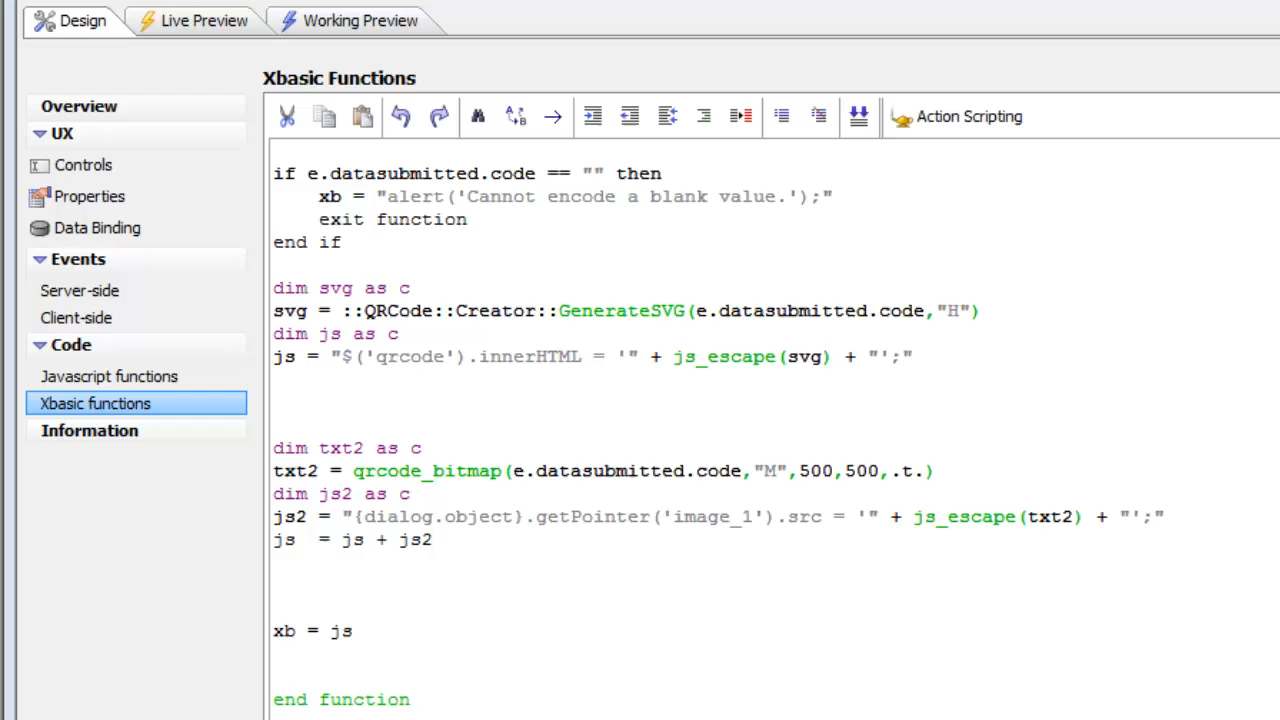 Design
Live Preview
Working Preview
Xbasic Functions
Overview
UX
Controls
Properties
Data Binding
Events
Server-side
Client-side
Code
Javascript functions
Xbasic functions
Information
A B
Action Scripting
if e.datasubmitted.code == "" then
    xb = "alert('Cannot encode a blank value.');"
    exit function
end if
dim svg as c
svg = ::QRCode::Creator::GenerateSVG(e.datasubmitted.code,"H")
dim js as c
js = "$('qrcode').innerHTML = '" + js_escape(svg) + "';"
dim txt2 as c
txt2 = qrcode_bitmap(e.datasubmitted.code,"M",500,500,.t.)
dim js2 as c
js2 = "{dialog.object}.getPointer('image_1').src = '" + js_escape(txt2) + "';"
js  = js + js2
xb = js
end function